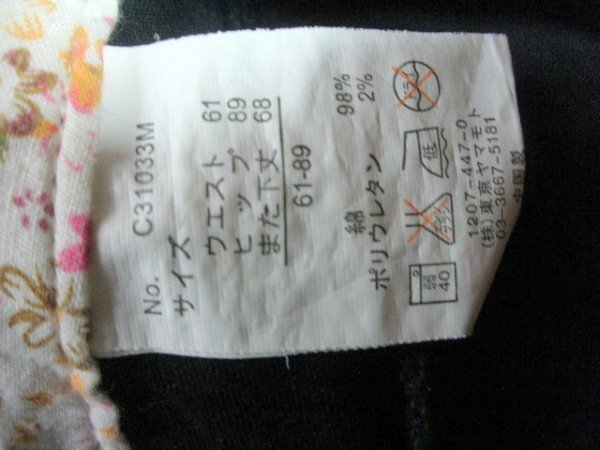 No. C31033M
サイズ
ウエスト 61
ヒップ 89
また下丈 68
61-89
綿 98%
ポリウレタン 2%
40
低
1207-447-0
(株)東京ヤマモト
03-3667-5181
中国製